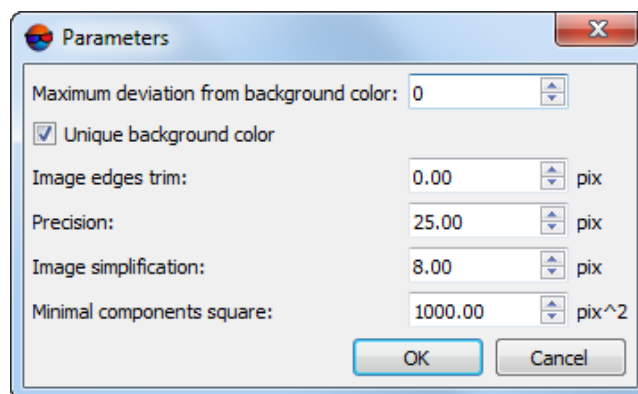 Parameters
Maximum deviation from background color: 0
Unique background color
Image edges trim: 0.00 pix
Precision: 25.00 pix
Image simplification: 8.00 pix
Minimal components square: 1000.00 pix^2
OK Cancel